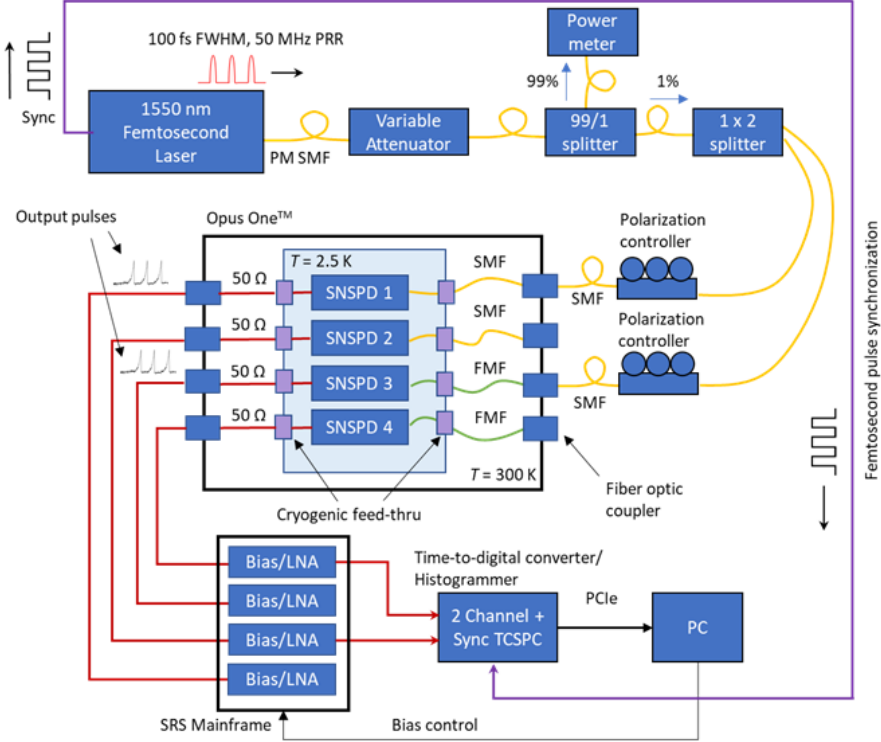 100 fs FWHM, 50 MHz PRR
Sync
1550 nm
Femtosecond
Laser
PM SMF
Variable
Attenuator
Power
meter
99%
1%
99/1
splitter
1 x 2
splitter
Output pulses
Opus One™
T = 2.5 K
50 Ω
SNSPD 1
SMF
SMF
Polarization
controller
50 Ω
SNSPD 2
SMF
Polarization
controller
50 Ω
SNSPD 3
FMF
SMF
50 Ω
SNSPD 4
FMF
T = 300 K
Cryogenic feed-thru
Fiber optic
coupler
Femtosecond pulse synchronization
Bias/LNA
Bias/LNA
Bias/LNA
Bias/LNA
Time-to-digital converter/
Histogrammer
2 Channel +
Sync TCSPC
PCIe
PC
SRS Mainframe
Bias control